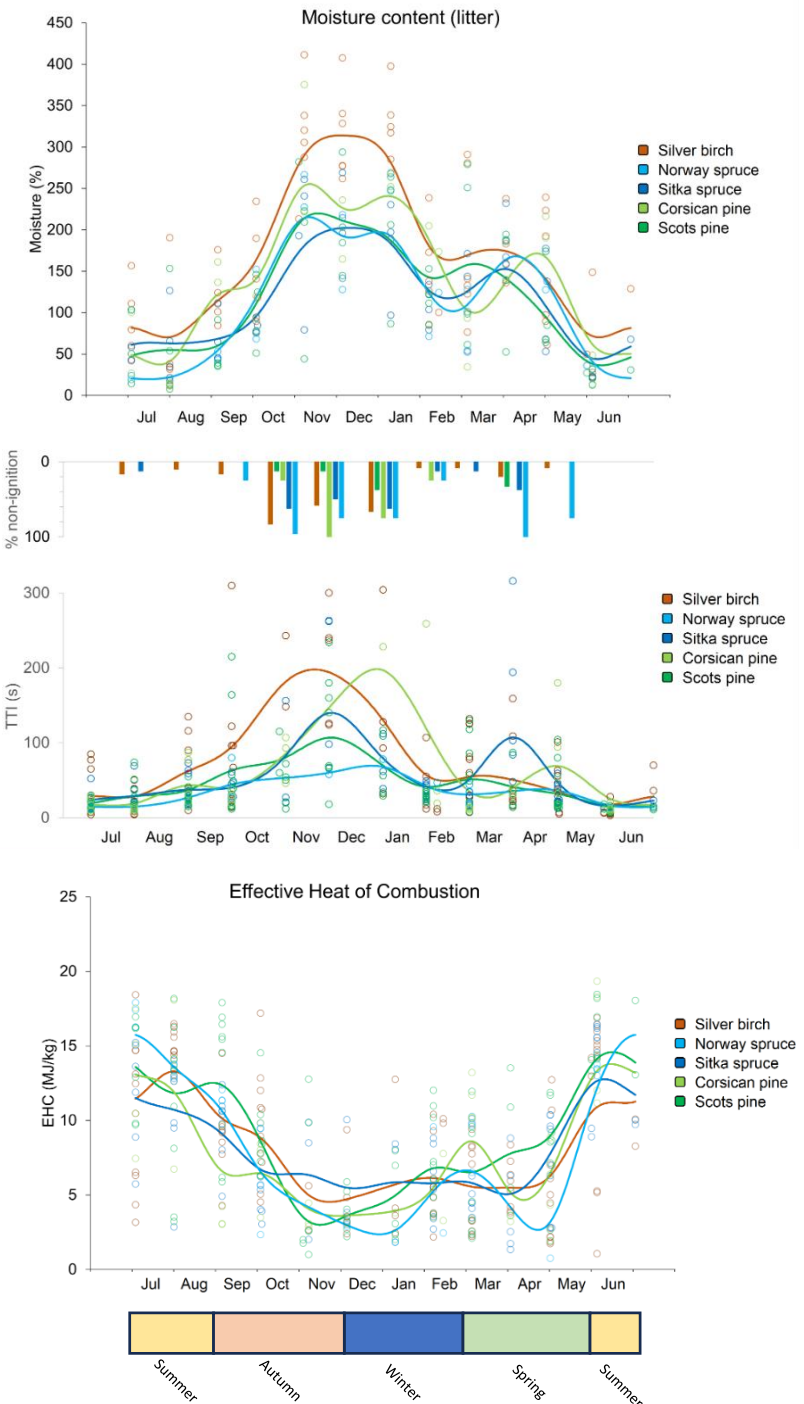 Moisture content (litter)
450
400
350
300
250
200
150
100
50
0
Moisture (%)
Jul Aug Sep Oct Nov Dec Jan Feb Mar Apr May Jun
Silver birch
Norway spruce
Sitka spruce
Corsican pine
Scots pine
% non-ignition
0
100
300
200
100
0
TTI (s)
Jul Aug Sep Oct Nov Dec Jan Feb Mar Apr May Jun
Silver birch
Norway spruce
Sitka spruce
Corsican pine
Scots pine
Effective Heat of Combustion
25
20
15
10
5
0
EHC (MJ/kg)
Jul Aug Sep Oct Nov Dec Jan Feb Mar Apr May Jun
Silver birch
Norway spruce
Sitka spruce
Corsican pine
Scots pine
Summer
Autumn
Winter
Spring
Summer